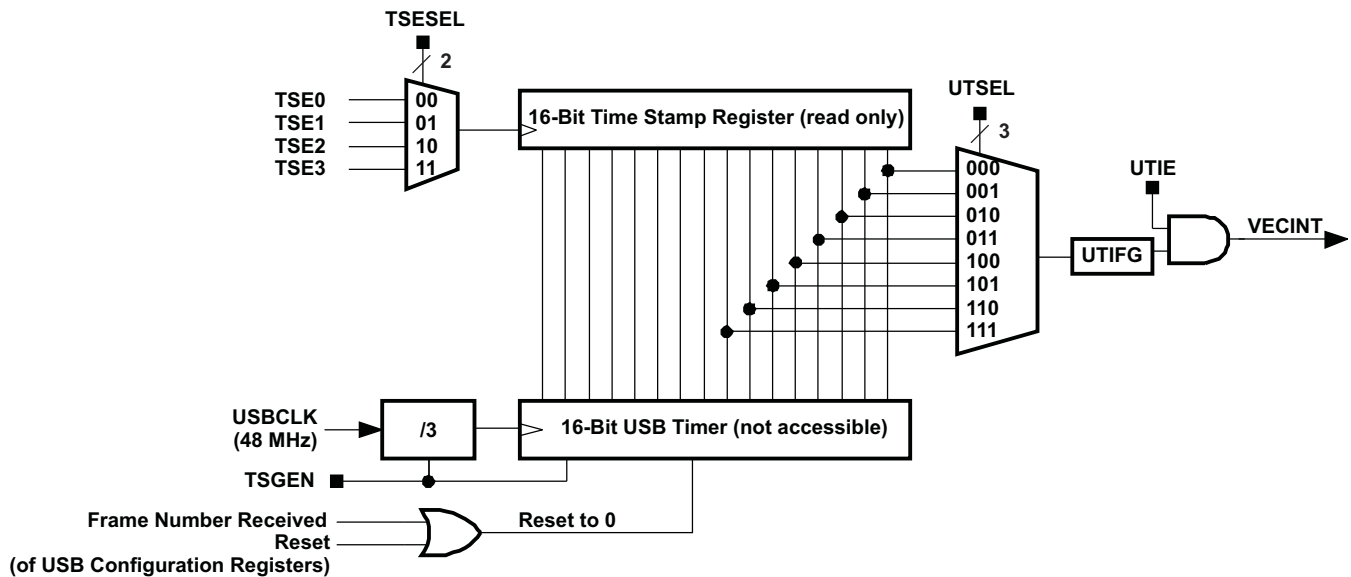 TSESEL
2
TSE0
TSE1
TSE2
TSE3
00
01
10
11
16-Bit Time Stamp Register (read only)
UTSEL
3
000
001
010
011
100
101
110
111
UTIE
UTIFG
VECINT
USBCLK
(48 MHz)
/3
16-Bit USB Timer (not accessible)
TSGEN
Frame Number Received
Reset
(of USB Configuration Registers)
Reset to 0